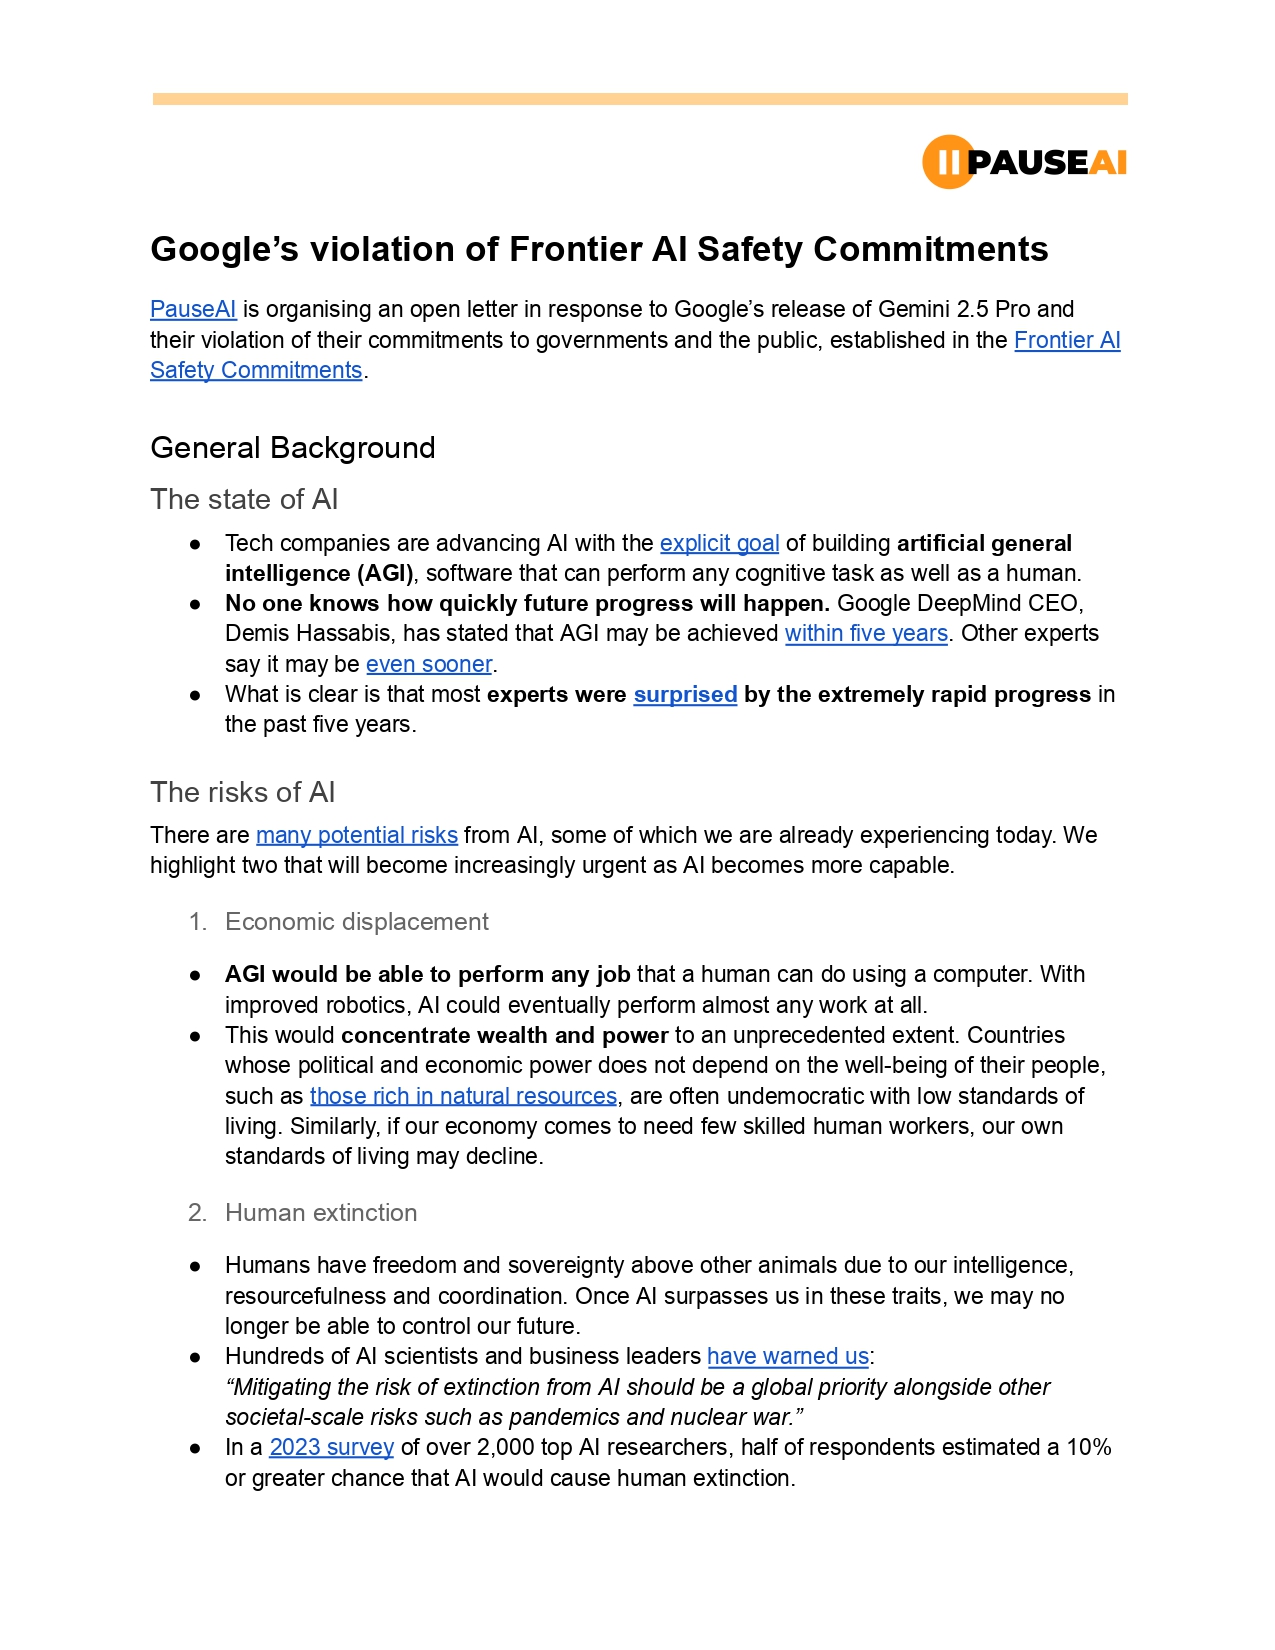 PAUSEAI
Google’s violation of Frontier AI Safety Commitments
PauseAI is organising an open letter in response to Google’s release of Gemini 2.5 Pro and
their violation of their commitments to governments and the public, established in the Frontier AI
Safety Commitments.
General Background
The state of AI
● Tech companies are advancing AI with the explicit goal of building artificial general
intelligence (AGI), software that can perform any cognitive task as well as a human.
● No one knows how quickly future progress will happen. Google DeepMind CEO,
Demis Hassabis, has stated that AGI may be achieved within five years. Other experts
say it may be even sooner.
● What is clear is that most experts were surprised by the extremely rapid progress in
the past five years.
The risks of AI
There are many potential risks from AI, some of which we are already experiencing today. We
highlight two that will become increasingly urgent as AI becomes more capable.
1. Economic displacement
● AGI would be able to perform any job that a human can do using a computer. With
improved robotics, AI could eventually perform almost any work at all.
● This would concentrate wealth and power to an unprecedented extent. Countries
whose political and economic power does not depend on the well-being of their people,
such as those rich in natural resources, are often undemocratic with low standards of
living. Similarly, if our economy comes to need few skilled human workers, our own
standards of living may decline.
2. Human extinction
● Humans have freedom and sovereignty above other animals due to our intelligence,
resourcefulness and coordination. Once AI surpasses us in these traits, we may no
longer be able to control our future.
● Hundreds of AI scientists and business leaders have warned us:
“Mitigating the risk of extinction from AI should be a global priority alongside other
societal-scale risks such as pandemics and nuclear war.”
● In a 2023 survey of over 2,000 top AI researchers, half of respondents estimated a 10%
or greater chance that AI would cause human extinction.